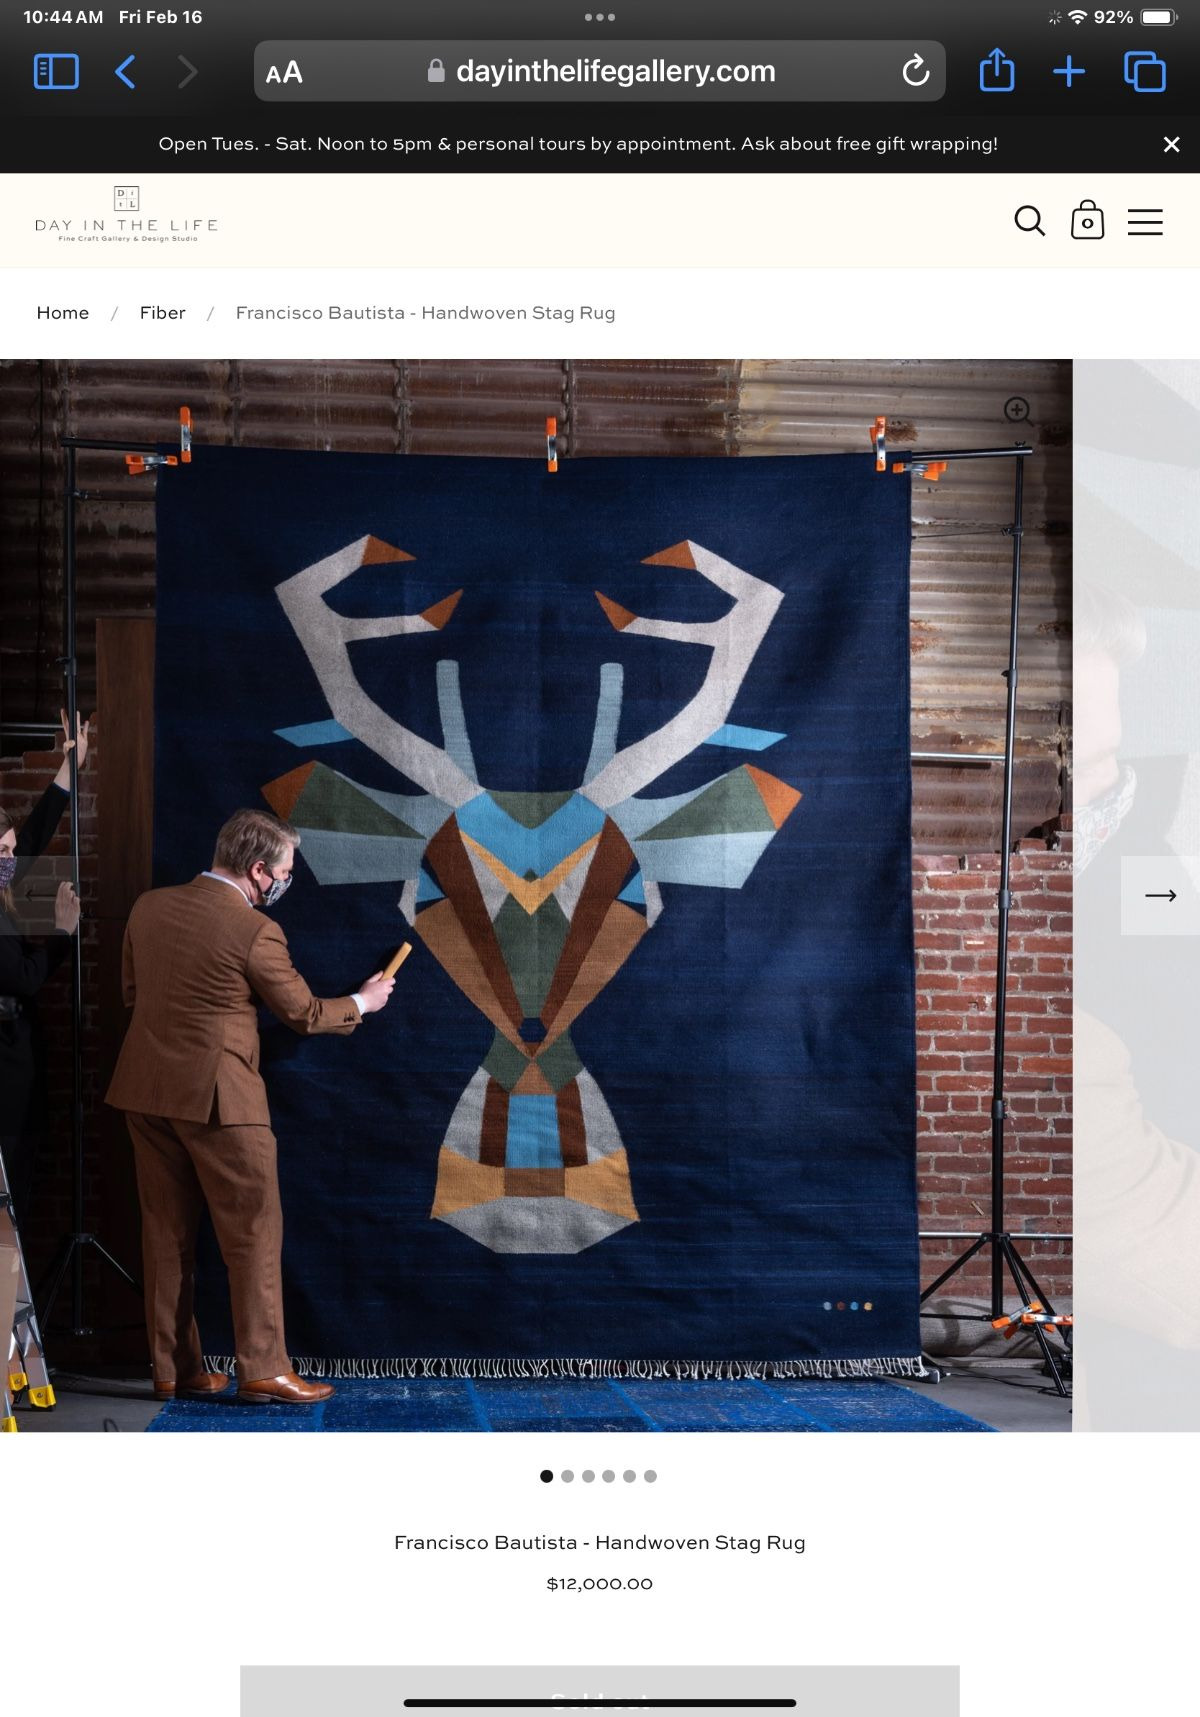 10:44 AM Fri Feb 16
92%
AA
dayinthelifegallery.com
Open Tues. - Sat. Noon to 5pm & personal tours by appointment. Ask about free gift wrapping!
D i
t L
DAY IN THE LIFE
Fine Craft Gallery & Design Studio
0
Home / Fiber / Francisco Bautista - Handwoven Stag Rug
Francisco Bautista - Handwoven Stag Rug
$12,000.00
Sold out